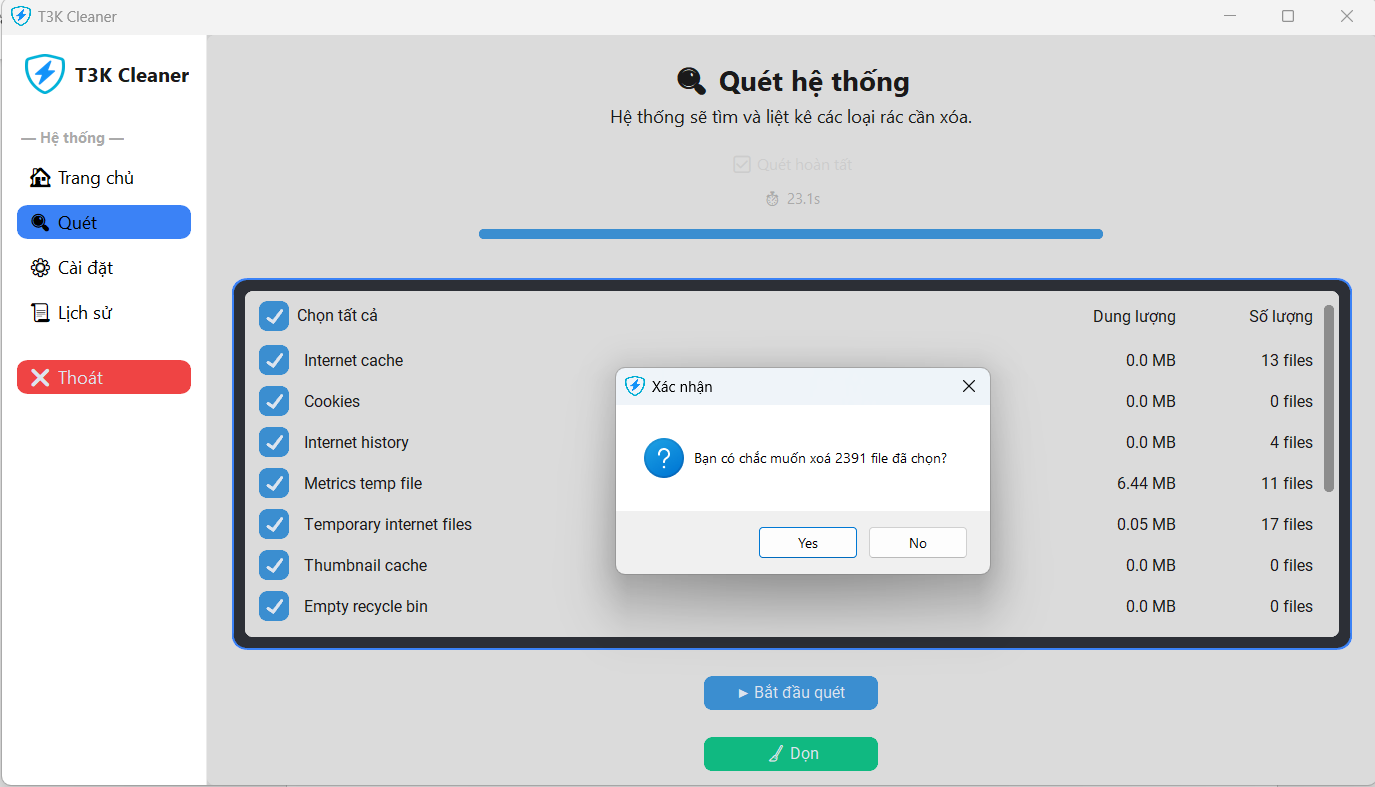 T3K Cleaner
T3K Cleaner
— Hệ thống —
Trang chủ
Quét
Cài đặt
Lịch sử
Thoát
Quét hệ thống
Hệ thống sẽ tìm và liệt kê các loại rác cần xóa.
Quét hoàn tất
23.1s
Chọn tất cả Dung lượng Số lượng
Internet cache 0.0 MB 13 files
Cookies 0.0 MB 0 files
Internet history 0.0 MB 4 files
Metrics temp file 6.44 MB 11 files
Temporary internet files 0.05 MB 17 files
Thumbnail cache 0.0 MB 0 files
Empty recycle bin 0.0 MB 0 files
Xác nhận
Bạn có chắc muốn xoá 2391 file đã chọn?
Yes No
Bắt đầu quét
Dọn